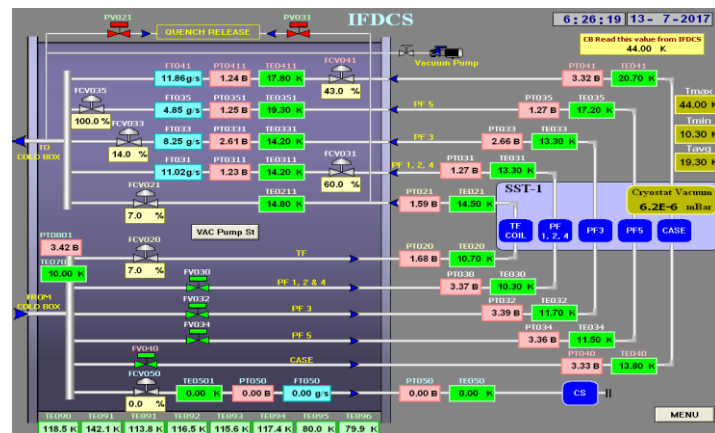 PV021 PV031 IFDCS 6:26:19 13- 7-2017
QUENCH RELEASE
CB Read this value from IFDCS
44.00 K
Vacuum Pump
FT041 PT0411 TE0411 FCV041 PT041 TE041
11.86g/s 1.24 B 17.80 K 3.32 B 20.70 K
43.0 %
FCV035
FT035 PT0351 TE0351 PF 5 PT035 TE035
4.85 g/s 1.25 B 19.30 K 1.27 B 17.20 K
100.0 %
Tmax
44.00 K
Tmin
10.30 K
Tavg
19.30 K
FCV033
FT033 PT0331 TE0331 PF 3 PT033 TE033
8.25 g/s 2.61 B 14.20 K 2.66 B 13.30 K
14.0 %
TO
COLD BOX
FT031 PT0311 TE0311 FCV031 PF 1, 2, 4 PT031 TE031
11.02g/s 1.23 B 14.20 K 1.27 B 13.30 K
60.0 %
FCV021
7.0 %
TE0211
14.80 K
PT021 TE021
1.59 B 14.50 K
SST-1
Cryostat Vacuum
6.2E-6 mBar
TF
COIL
PF
1, 2, 4
PF3
PF5
CASE
VAC Pump St
PT0001
3.42 B
TE070
10.00 K
FCV020
7.0 %
TF
PT020 TE020
1.68 B 10.70 K
FV030 PF 1, 2 & 4 PT030 TE030
3.37 B 10.30 K
FROM
COLD BOX
FV032 PF 3 PT032 TE032
3.39 B 11.70 K
FV034 PF 5 PT034 TE034
3.36 B 11.50 K
FV040 CASE PT040 TE040
3.33 B 13.80 K
FCV050
0.0 %
TE0501 PT050 FT050 PT050 TE050
0.00 K 0.00 B 0.00 g/s 0.00 B 0.00 K
CS
TE090 TE091 TE891 TE892 TE893 TE894 TE895 TE896
118.5 K 142.1 K 113.8 K 116.5 K 115.6 K 117.4 K 80.0 K 79.9 K
MENU